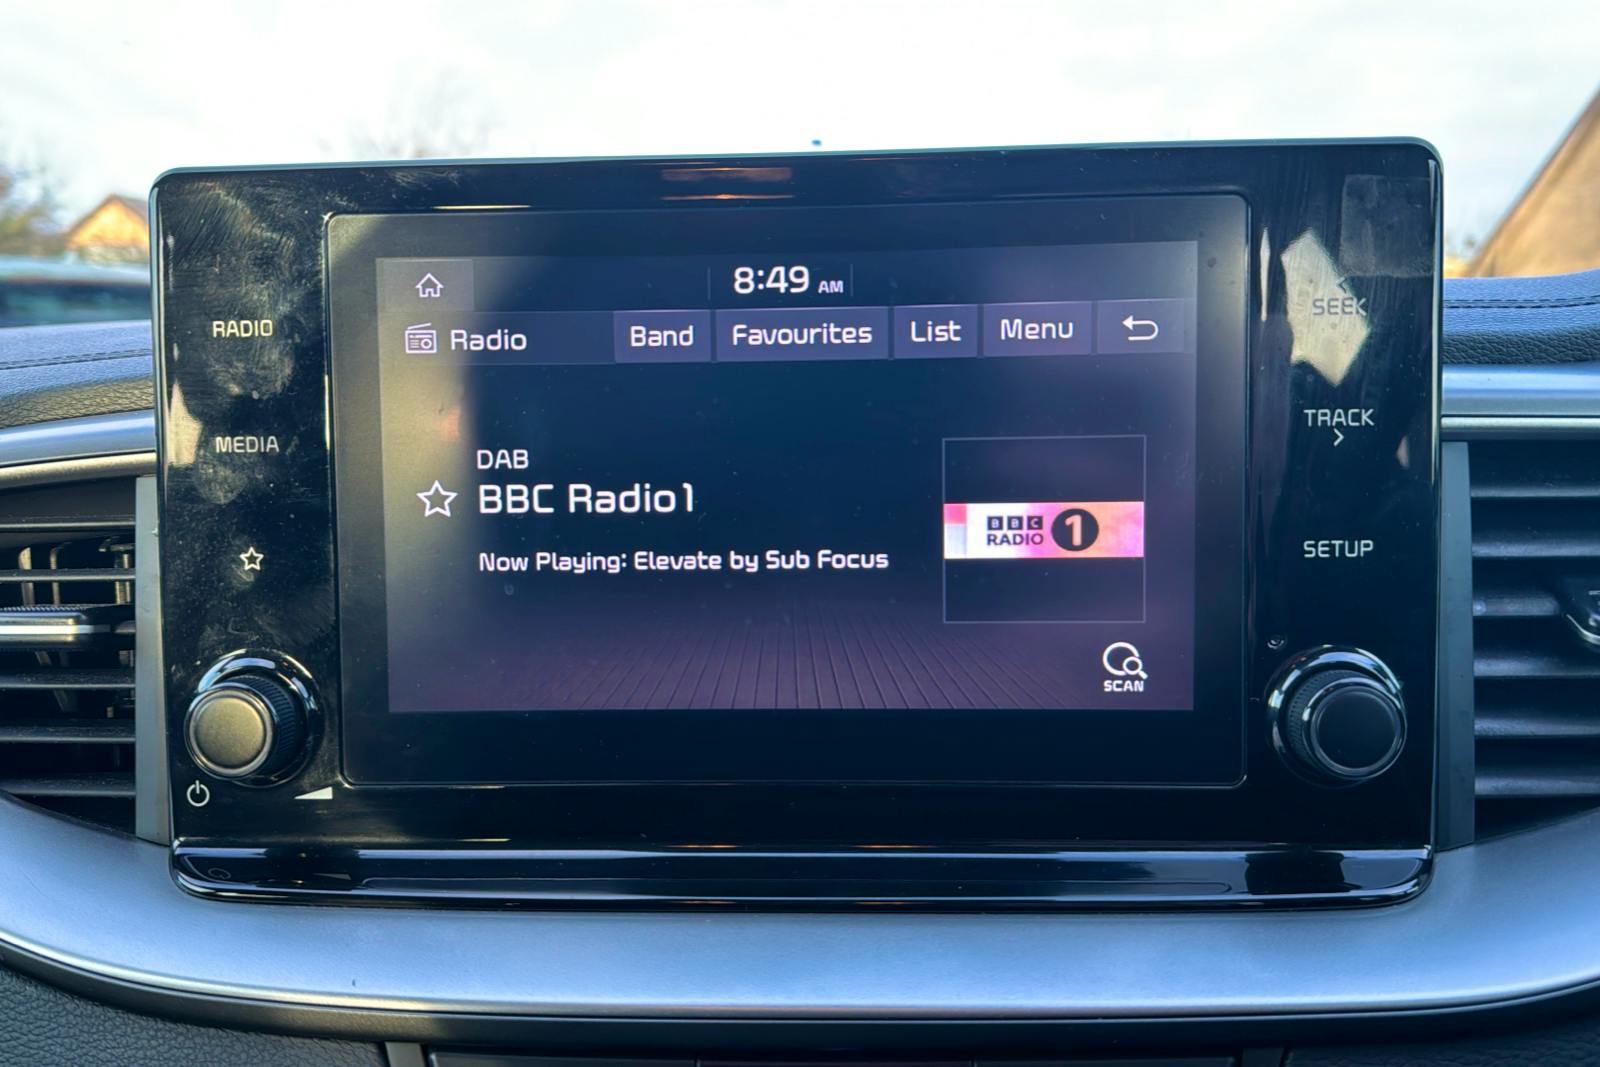 8:49 AM
RADIO
Radio
Band
Favourites
List
Menu
SEEK
MEDIA
TRACK
DAB
BBC Radio1
BBC
RADIO 1
Now Playing: Elevate by Sub Focus
SETUP
SCAN